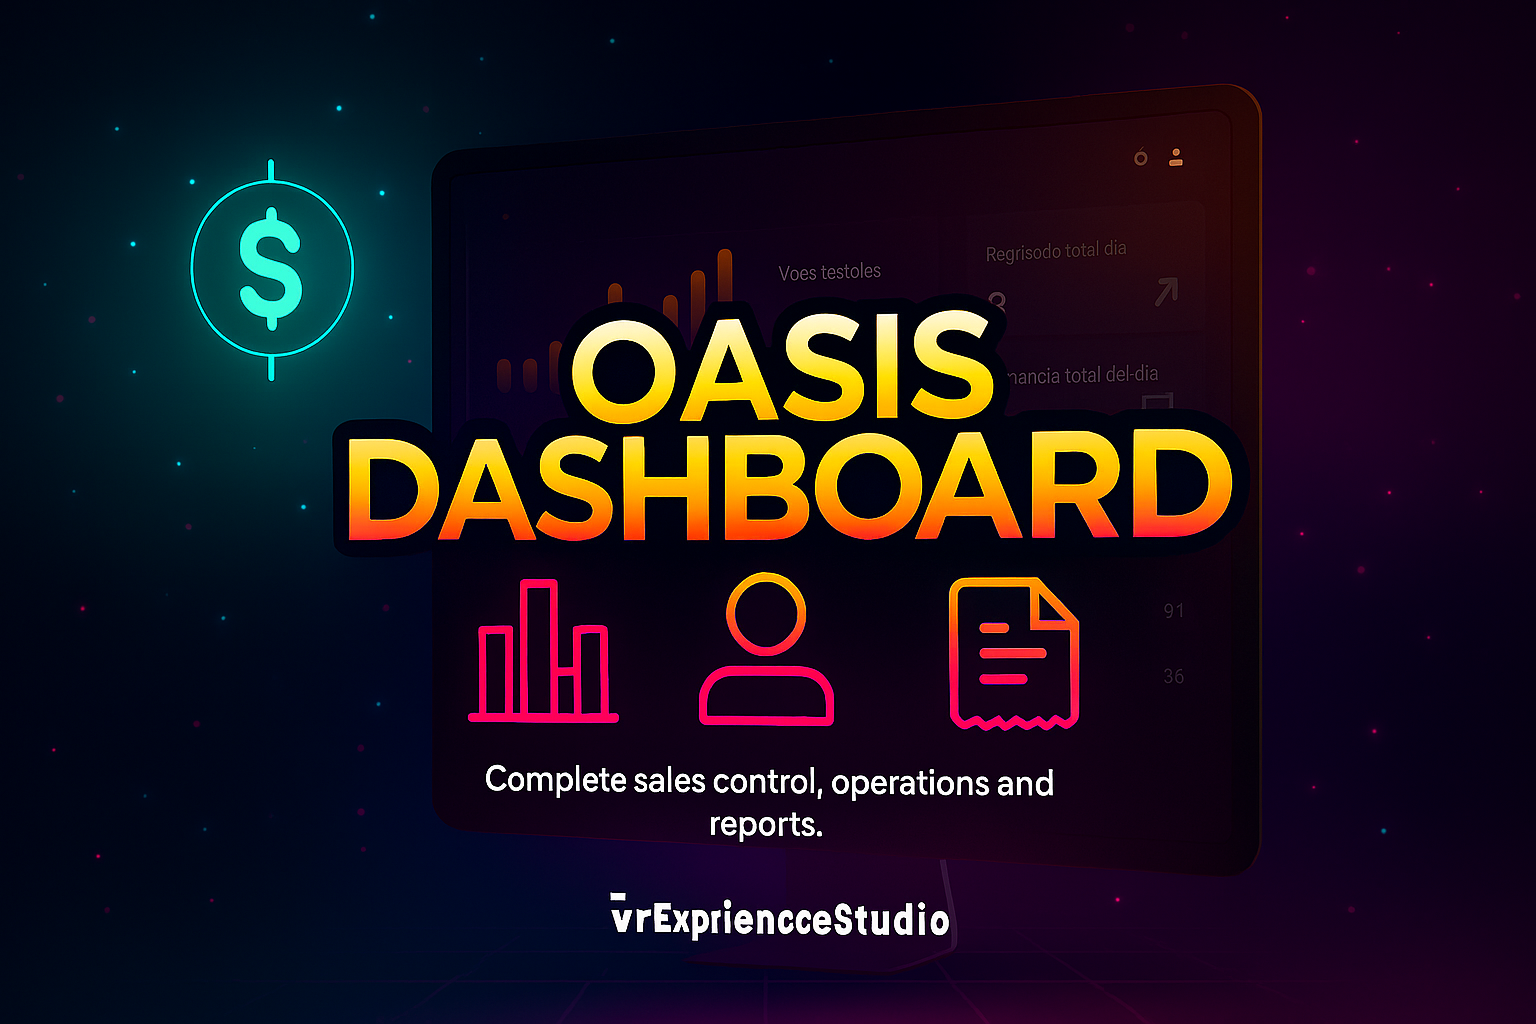 $
Voes testoles
Regrisodo total dia
nancia total del-dia
OASIS
DASHBOARD
91
36
Complete sales control, operations and
reports.
vrExprienceeStudio